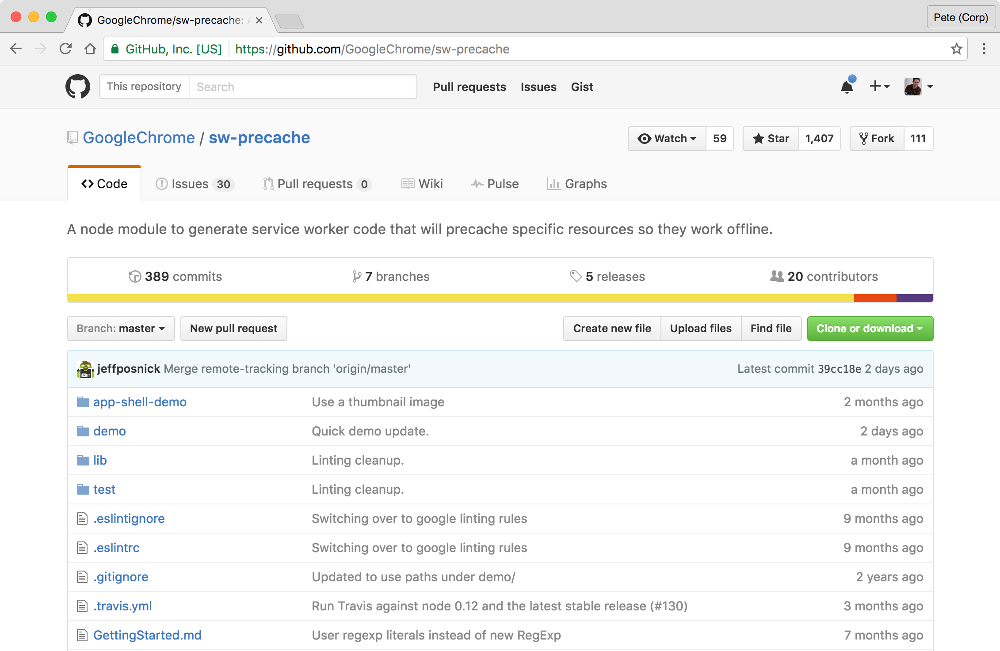 GoogleChrome/sw-precache:
Pete (Corp)
GitHub, Inc. [US] https://github.com/GoogleChrome/sw-precache
This repository Search Pull requests Issues Gist
GoogleChrome / sw-precache Watch 59 Star 1,407 Fork 111
Code Issues 30 Pull requests 0 Wiki Pulse Graphs
A node module to generate service worker code that will precache specific resources so they work offline.
389 commits 7 branches 5 releases 20 contributors
Branch: master New pull request Create new file Upload files Find file Clone or download
jeffposnick Merge remote-tracking branch 'origin/master' Latest commit 39cc18e 2 days ago
app-shell-demo Use a thumbnail image 2 months ago
demo Quick demo update. 2 days ago
lib Linting cleanup. a month ago
test Linting cleanup. a month ago
.eslintignore Switching over to google linting rules 9 months ago
.eslintrc Switching over to google linting rules 9 months ago
.gitignore Updated to use paths under demo/ 2 years ago
.travis.yml Run Travis against node 0.12 and the latest stable release (#130) 3 months ago
GettingStarted.md User regexp literals instead of new RegExp 7 months ago